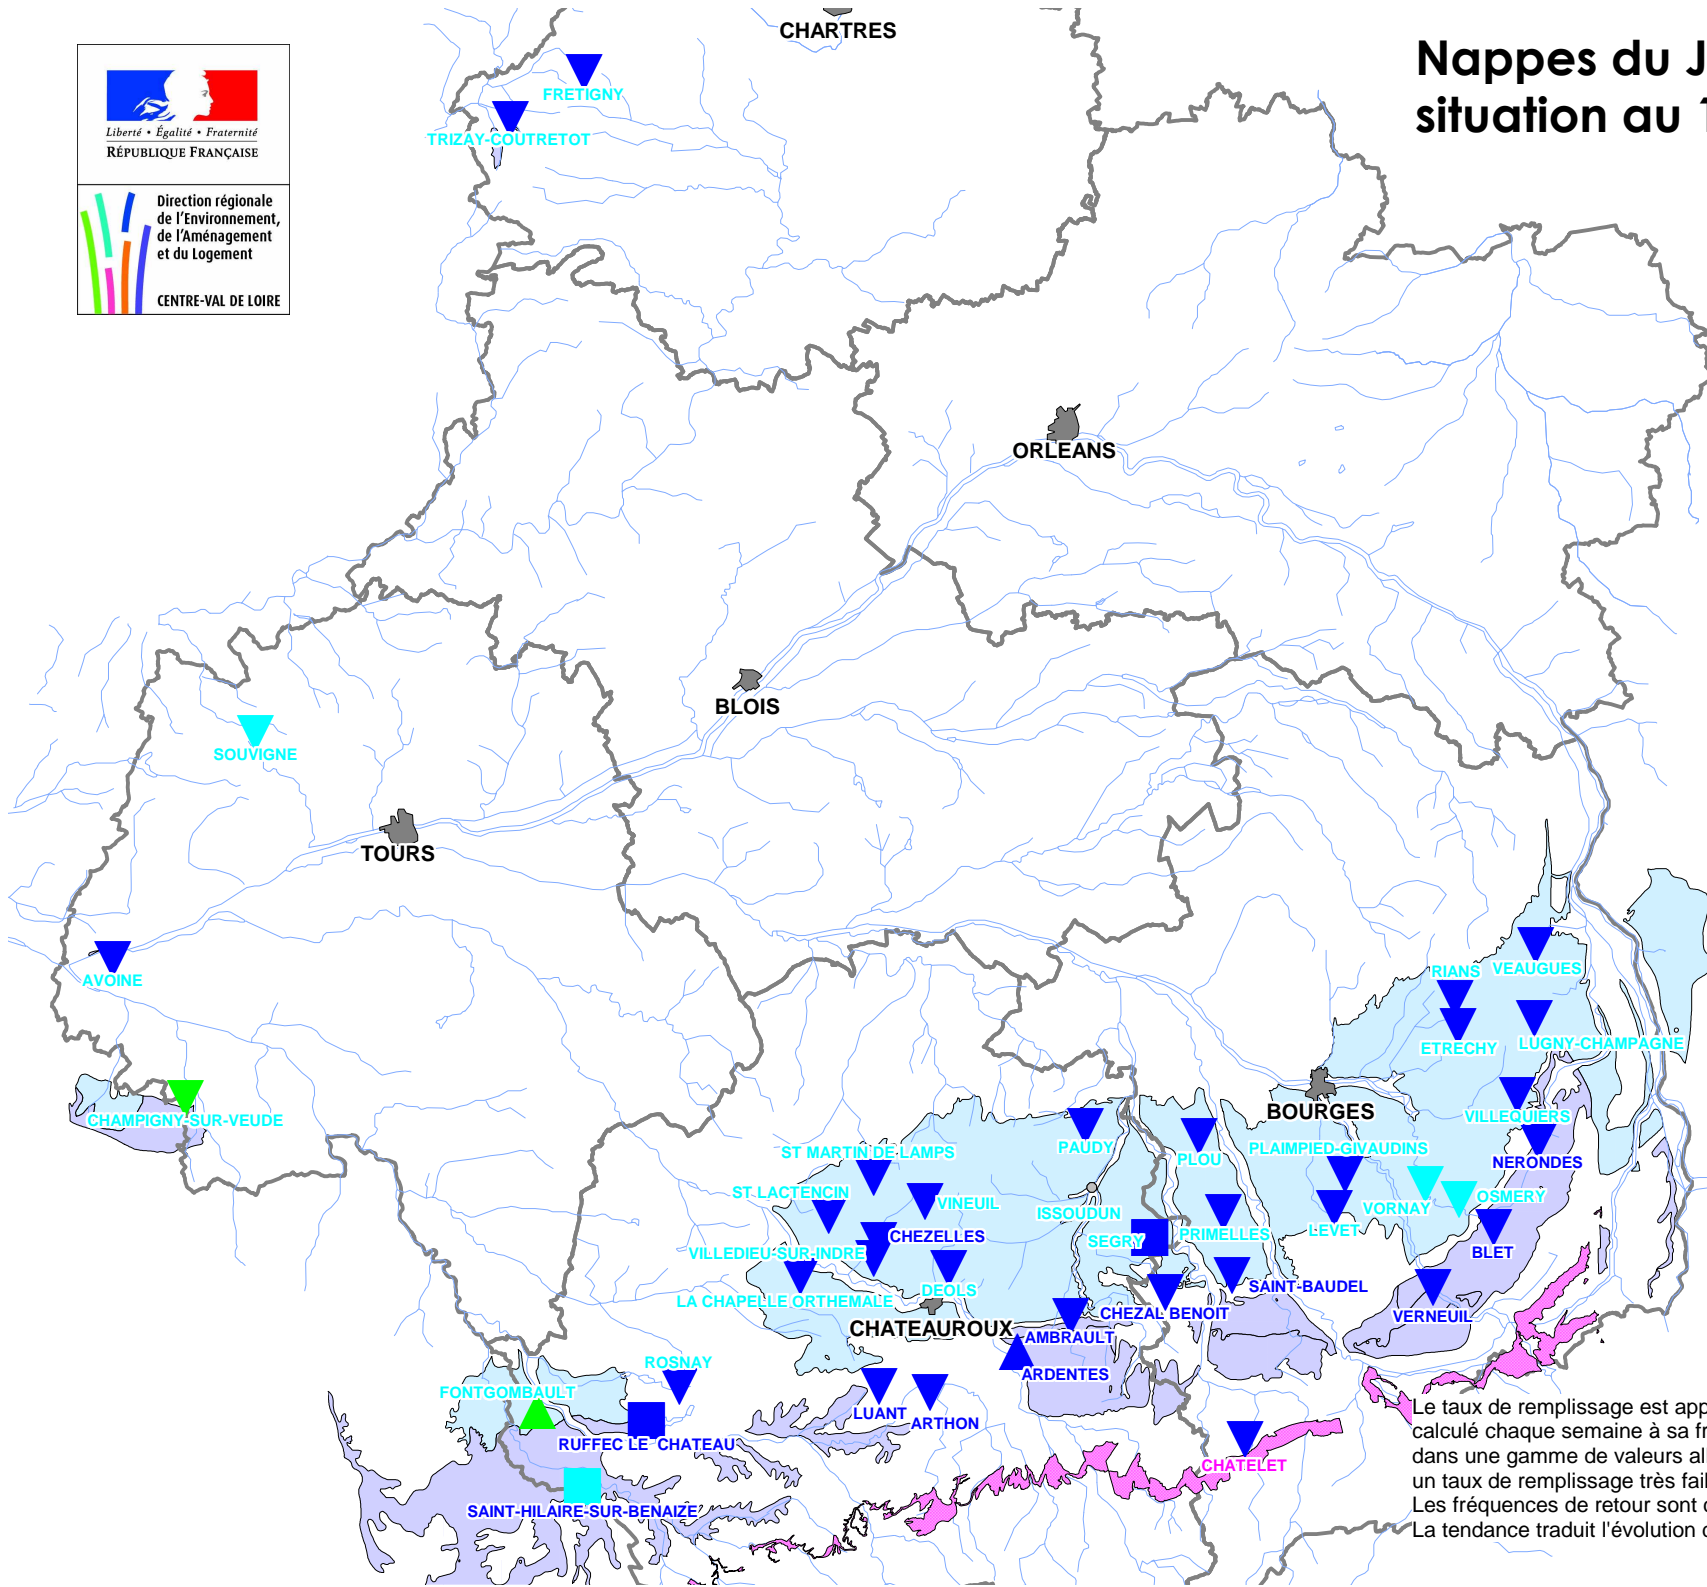 CHARTRES
Nappes du J
situation au 1
Liberté • Égalité • Fraternité
RÉPUBLIQUE FRANÇAISE
Direction régionale
de l'Environnement,
de l'Aménagement
et du Logement
CENTRE-VAL DE LOIRE
FRETIGNY
TRIZAY-COUTRETOT
ORLEANS
BLOIS
SOUVIGNE
TOURS
AVOINE
CHAMPIGNY-SUR-VEUDE
RIANS
VEAUGUES
ETRECHY
LUGNY-CHAMPAGNE
BOURGES
VILLEQUIERS
NERONDES
PAUDY
PLOU
PLAIMPIED-GIVAUDINS
ST MARTIN DE LAMPS
ST LACTENCIN
VINEUIL
ISSOUDUN
VORNAY
OSMERY
LEVET
PRIMELLES
SEGRY
CHEZELLES
VILLEDIEU-SUR-INDRE
BLET
DEOLS
LA CHAPELLE ORTHEMALE
SAINT-BAUDEL
CHEZAL BENOIT
VERNEUIL
CHATEAUROUX
AMBRAULT
ARDENTES
ROSNAY
FONTGOMBAULT
LUANT
ARTHON
RUFFEC LE CHATEAU
CHATELET
SAINT-HILAIRE-SUR-BENAIZE
Le taux de remplissage est app
calculé chaque semaine à sa fr
dans une gamme de valeurs all
un taux de remplissage très fail
Les fréquences de retour sont
La tendance traduit l'évolution